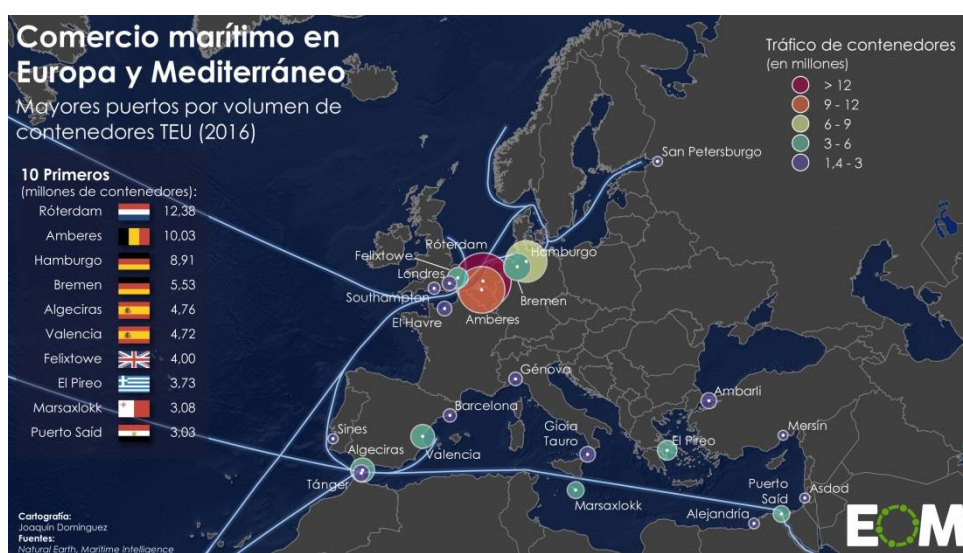 Comercio marítimo en
Europa y Mediterráneo
Mayores puertos por volumen de
contenedores TEU (2016)
10 Primeros
(millones de contenedores):
Róterdam 12,38
Amberes 10,03
Hamburgo 8,91
Bremen 5,53
Algeciras 4,76
Valencia 4,72
Felixtowe 4,00
El Pireo 3,73
Marsaxlokk 3,08
Puerto Saíd 3,03
Tráfico de contenedores
(en millones)
> 12
9 - 12
6 - 9
3 - 6
1,4 - 3
San Petersburgo
Róterdam
Hamburgo
Felixtowe
Londres
Southampton
Bremen
El Havre
Amberes
Génova
Barcelona
Ambarli
Sines
Gioia
Tauro
Mersín
Algeciras
Valencia
El Pireo
Tánger
Puerto
Saíd
Asdod
Marsaxlokk
Alejandría
Cartografía:
Joaquín Domínguez
Fuentes:
Natural Earth, Maritime Intelligence
EOM